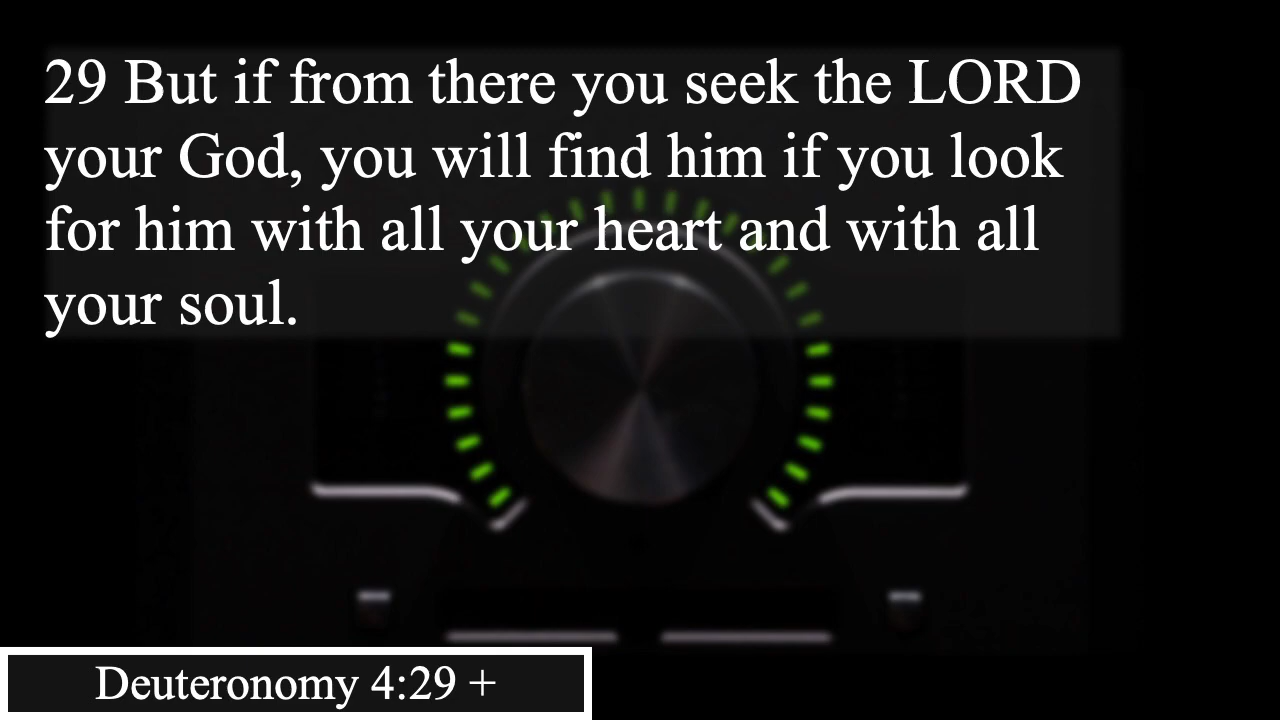 29 But if from there you seek the LORD
your God, you will find him if you look
for him with all your heart and with all
your soul.
Deuteronomy 4:29 +